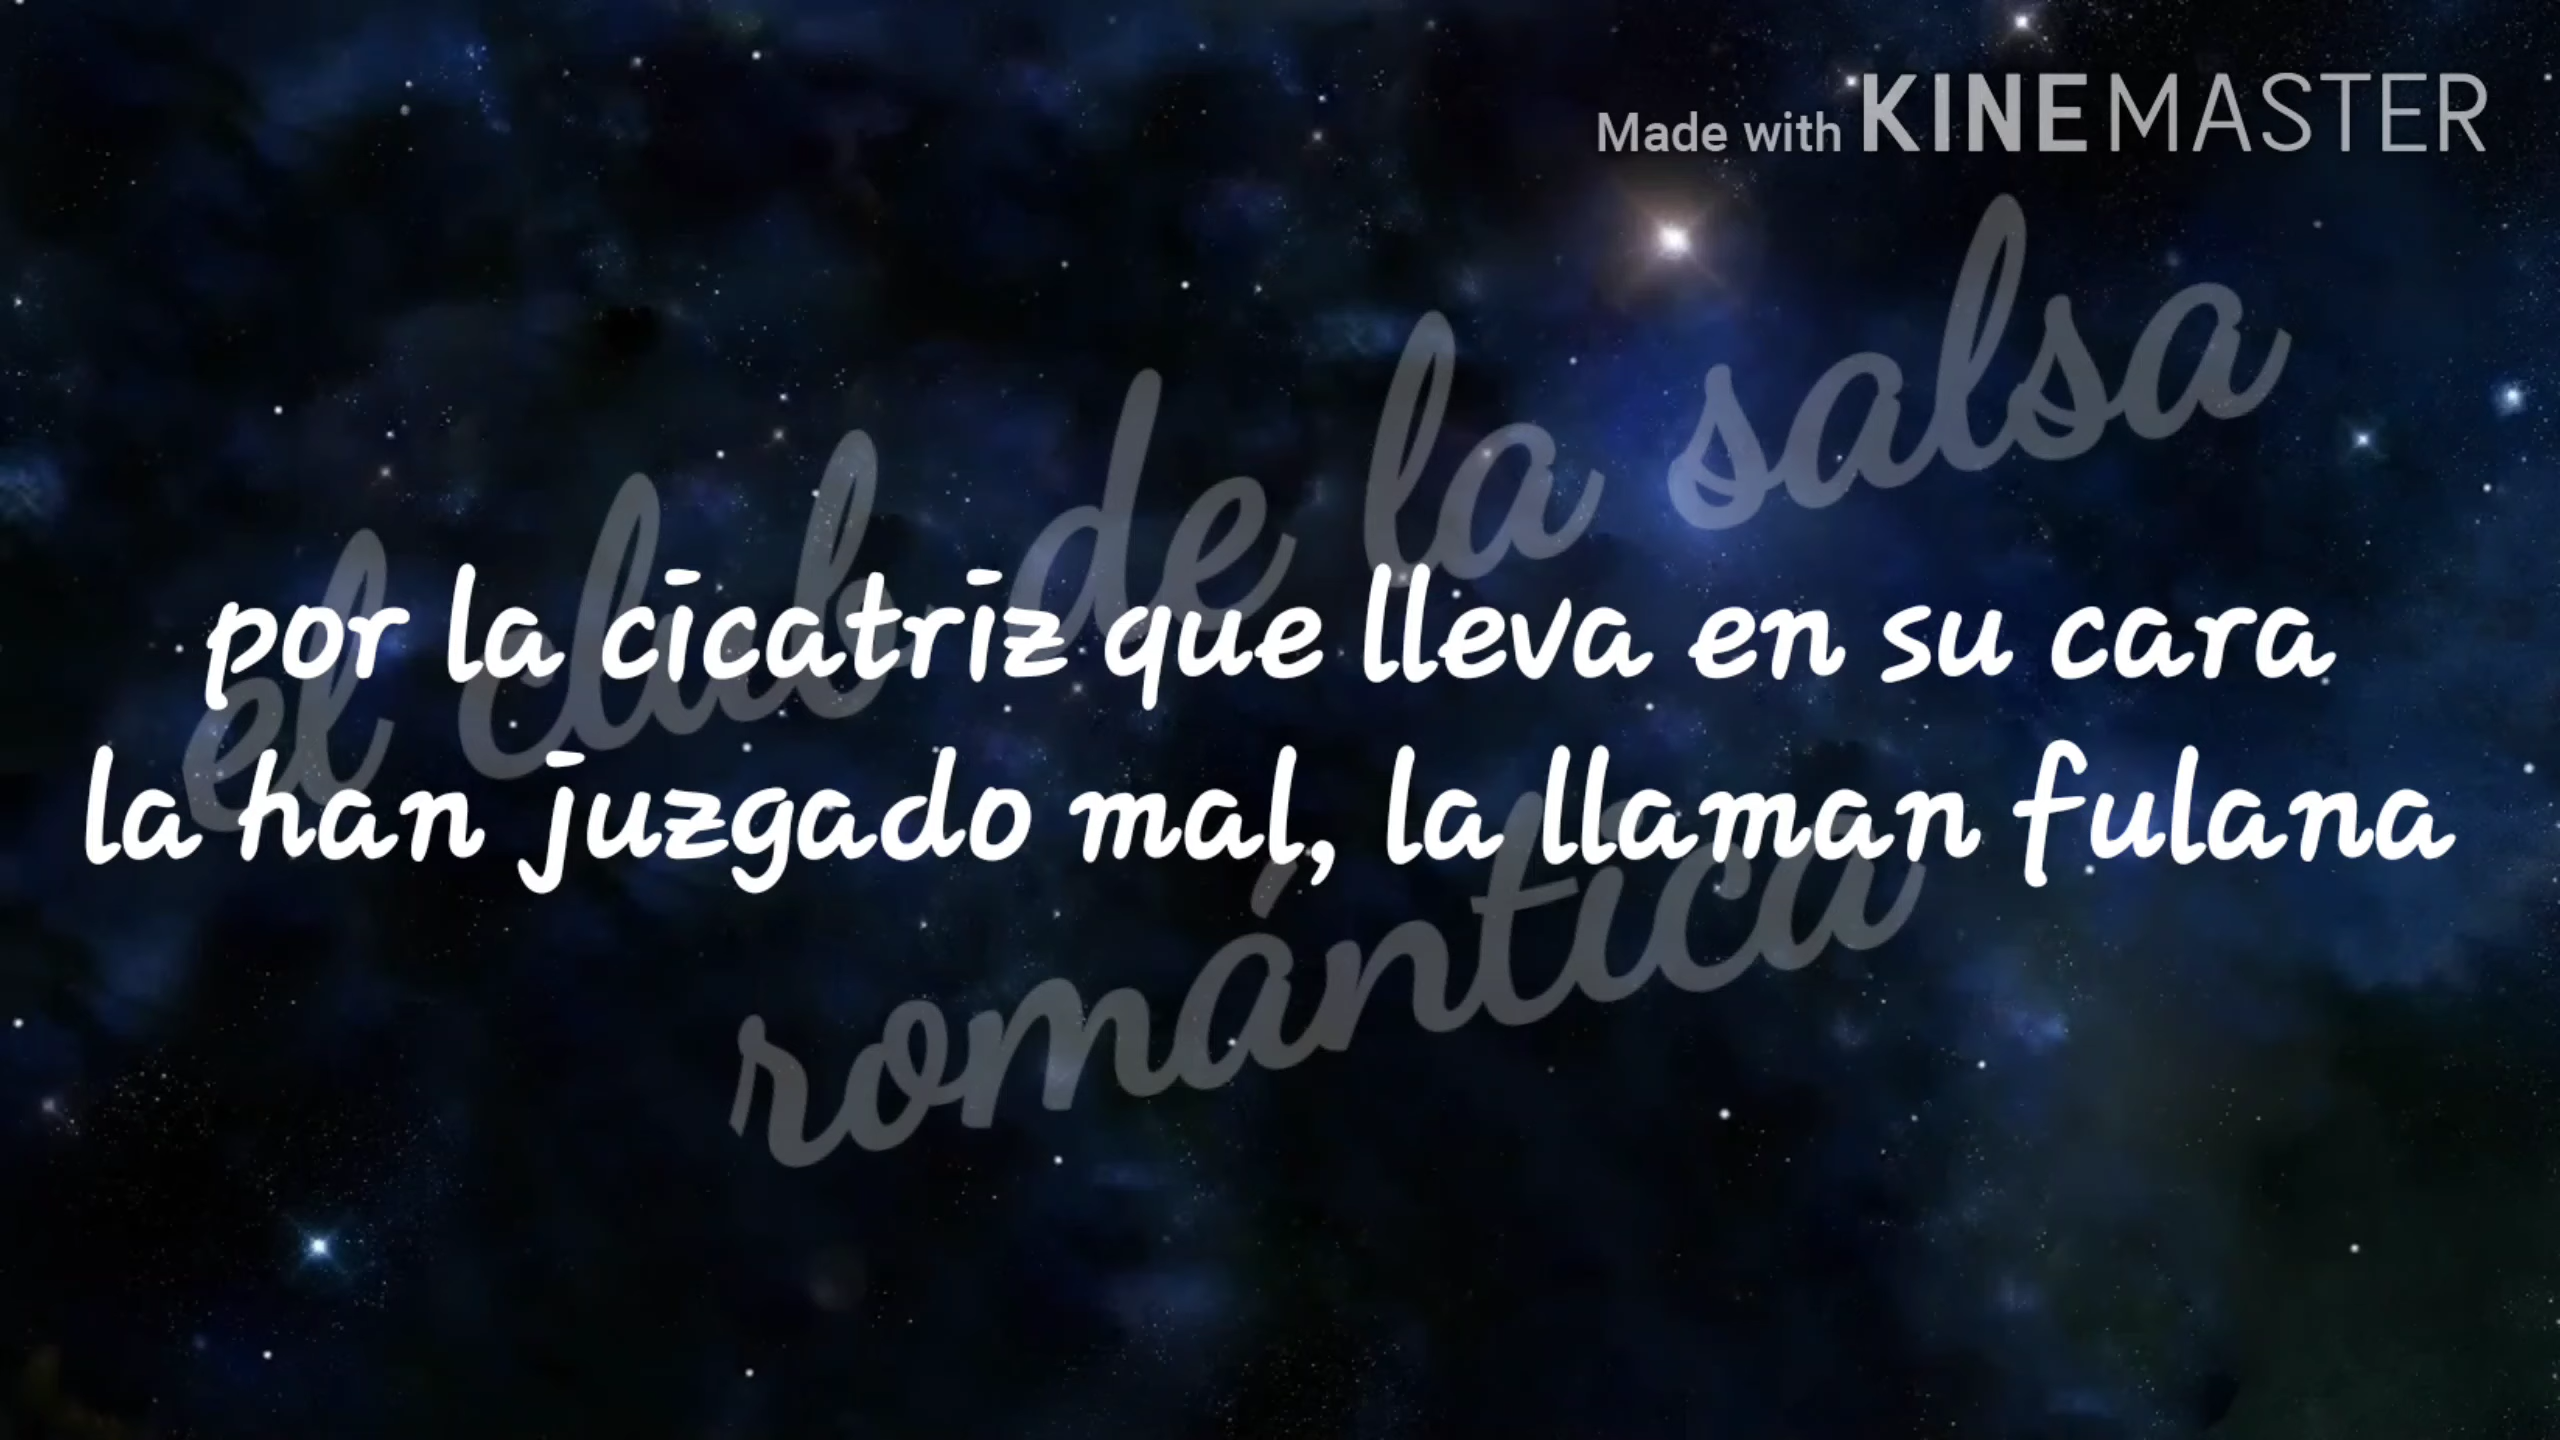 Made with KINEMASTER
el club de la salsa
por la cicatriz que lleva en su cara
la han juzgado mal, la llaman fulana
romántica